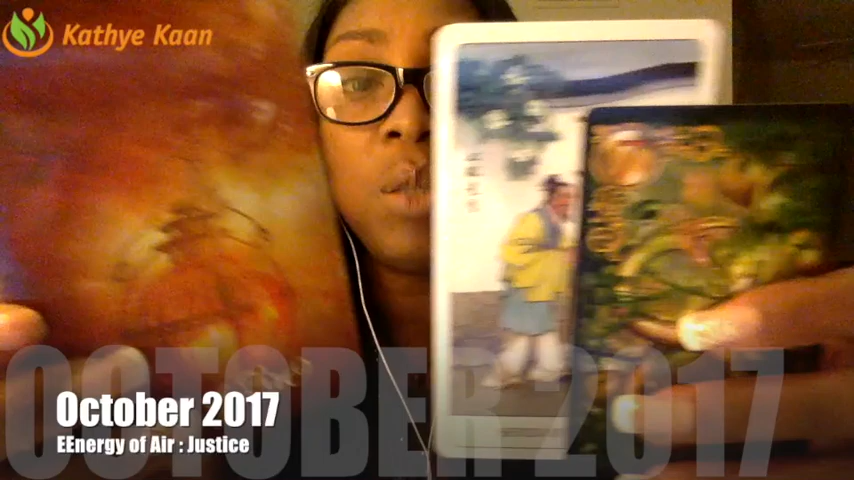 Kathye Kaan
OCTOBER 2017
October 2017
EEnergy of Air : Justice